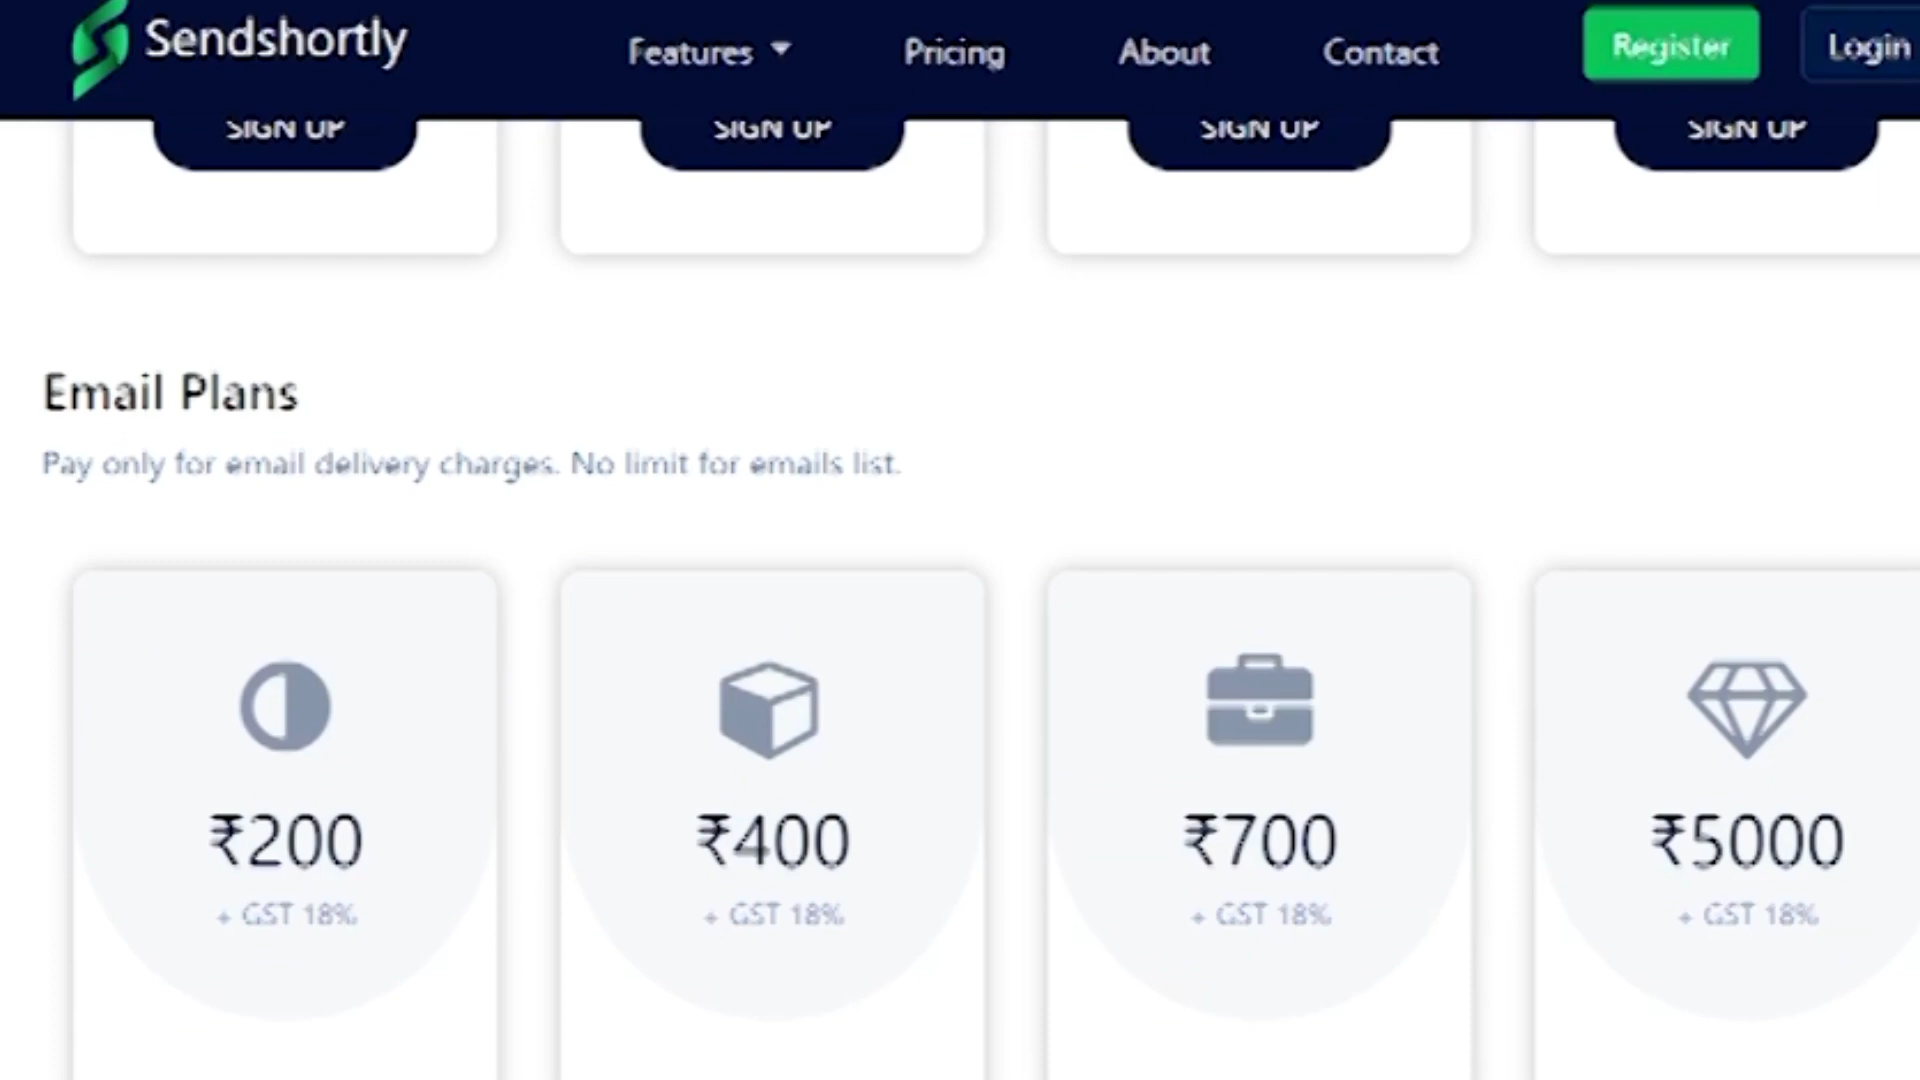 Sendshortly
Features
Pricing
About
Contact
Register
Login
SIGN UP
SIGN UP
SIGN UP
SIGN UP
Email Plans
Pay only for email delivery charges. No limit for emails list.
₹200
+ GST 18%
₹400
+ GST 18%
₹700
+ GST 18%
₹5000
+ GST 18%